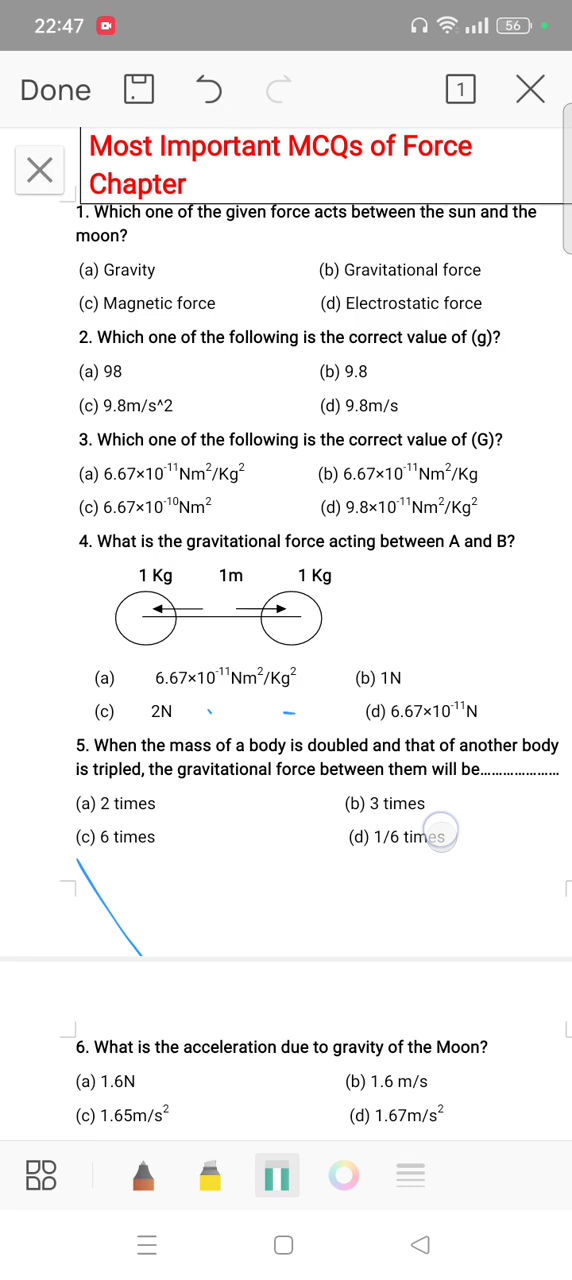 22:47 56
Done 1
Most Important MCQs of Force
Chapter
1. Which one of the given force acts between the sun and the
moon?
(a) Gravity (b) Gravitational force
(c) Magnetic force (d) Electrostatic force
2. Which one of the following is the correct value of (g)?
(a) 98 (b) 9.8
(c) 9.8m/s^2 (d) 9.8m/s
3. Which one of the following is the correct value of (G)?
(a) 6.67×10⁻¹¹Nm²/Kg² (b) 6.67×10⁻¹¹Nm²/Kg
(c) 6.67×10⁻¹⁰Nm² (d) 9.8×10⁻¹¹Nm²/Kg²
4. What is the gravitational force acting between A and B?
1 Kg 1m 1 Kg
(a) 6.67×10⁻¹¹Nm²/Kg² (b) 1N
(c) 2N (d) 6.67×10⁻¹¹N
5. When the mass of a body is doubled and that of another body
is tripled, the gravitational force between them will be....................
(a) 2 times (b) 3 times
(c) 6 times (d) 1/6 times
6. What is the acceleration due to gravity of the Moon?
(a) 1.6N (b) 1.6 m/s
(c) 1.65m/s² (d) 1.67m/s²